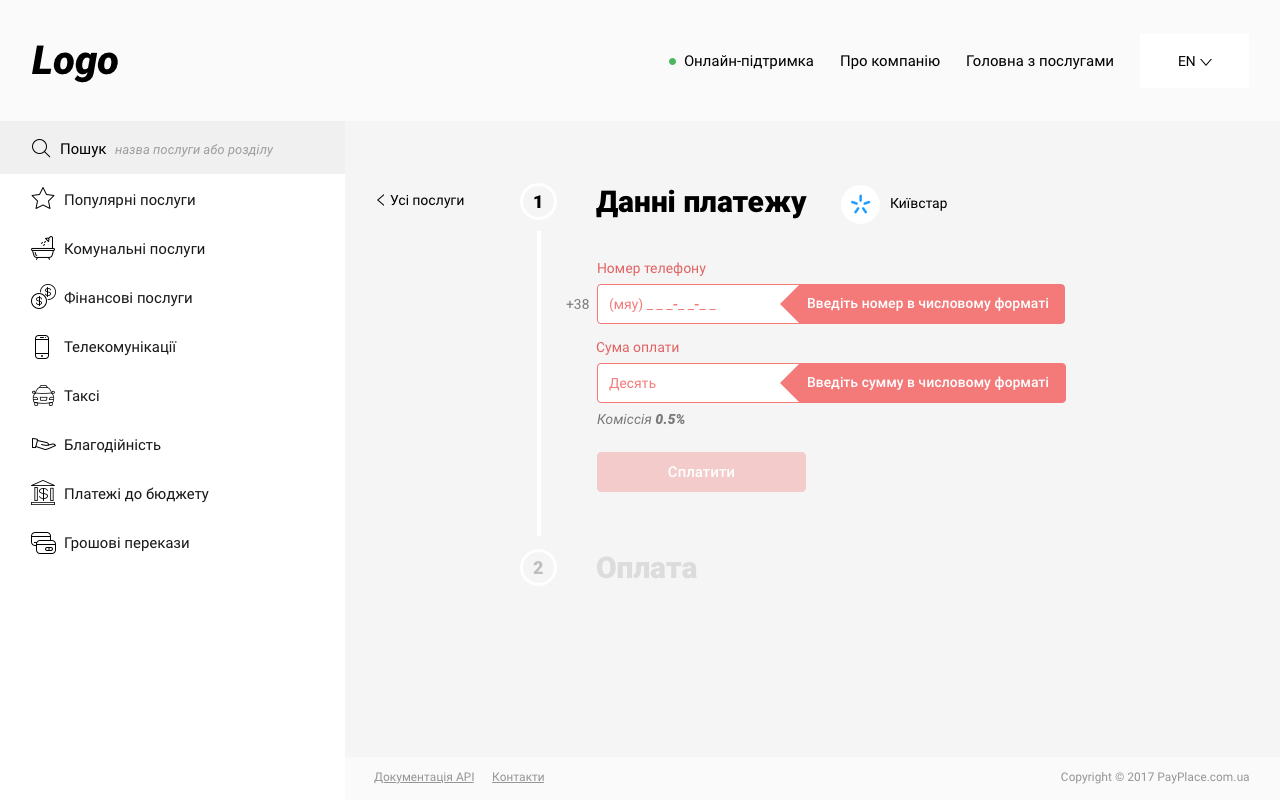 Logo
Онлайн-підтримка
Про компанію
Головна з послугами
EN
Пошук назва послуги або розділу
Популярні послуги
Комунальні послуги
Фінансові послуги
Телекомунікації
Таксі
Благодійність
Платежі до бюджету
Грошові перекази
Усі послуги
1
Данні платежу
Київстар
Номер телефону
+38
(мяу) _ _ _-_ _-_ _
Введіть номер в числовому форматі
Сума оплати
Десять
Введіть сумму в числовому форматі
Коміссія 0.5%
Сплатити
2
Оплата
Документація API
Контакти
Copyright © 2017 PayPlace.com.ua